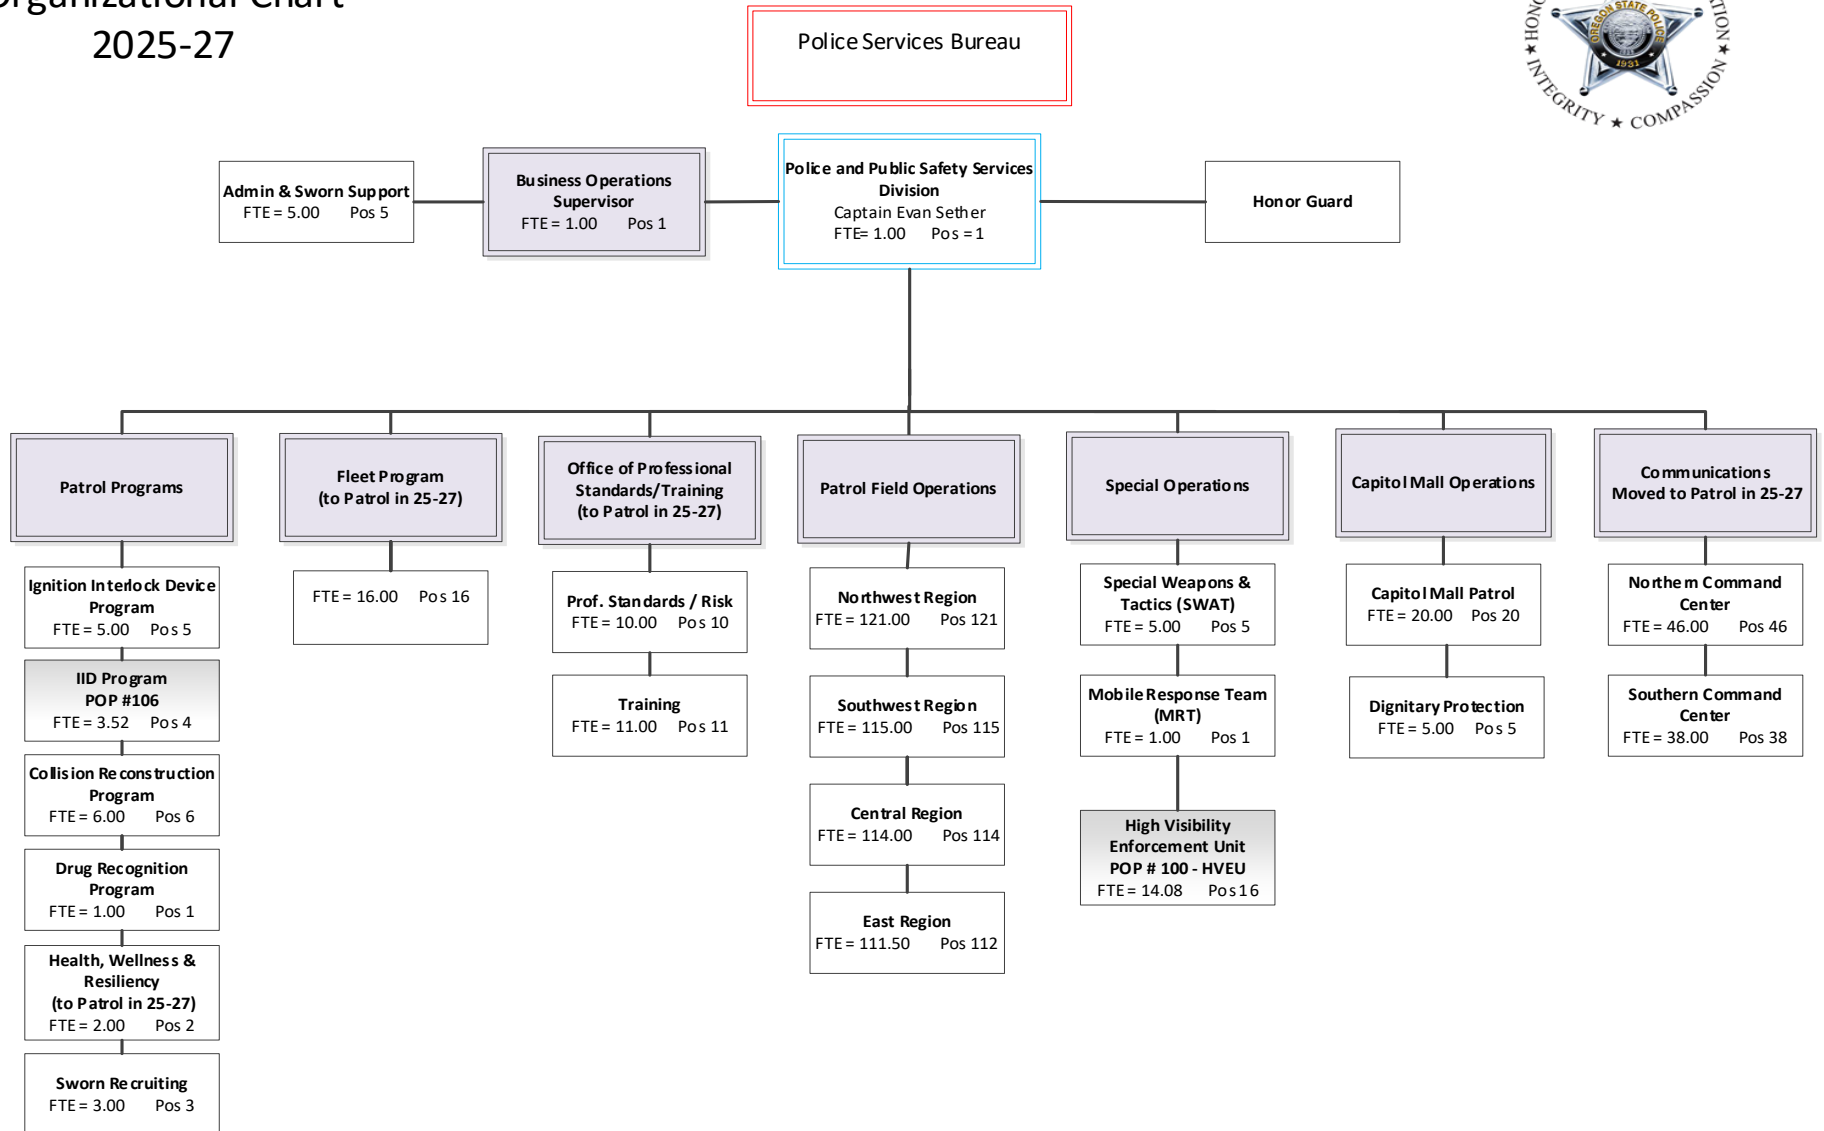 Organizational Chart
2025-27
Police Services Bureau
OREGON STATE POLICE
1931
INTEGRITY ★ COMPASSION
Admin & Sworn Support
FTE = 5.00 Pos 5
Business Operations
Supervisor
FTE = 1.00 Pos 1
Police and Public Safety Services
Division
Captain Evan Sether
FTE= 1.00 Pos = 1
Honor Guard
Patrol Programs
Ignition Interlock Device
Program
FTE = 5.00 Pos 5
IID Program
POP #106
FTE = 3.52 Pos 4
Collision Reconstruction
Program
FTE = 6.00 Pos 6
Drug Recognition
Program
FTE = 1.00 Pos 1
Health, Wellness &
Resiliency
(to Patrol in 25-27)
FTE = 2.00 Pos 2
Sworn Recruiting
FTE = 3.00 Pos 3
Fleet Program
(to Patrol in 25-27)
FTE = 16.00 Pos 16
Office of Professional
Standards/Training
(to Patrol in 25-27)
Prof. Standards / Risk
FTE = 10.00 Pos 10
Training
FTE = 11.00 Pos 11
Patrol Field Operations
Northwest Region
FTE = 121.00 Pos 121
Southwest Region
FTE = 115.00 Pos 115
Central Region
FTE = 114.00 Pos 114
East Region
FTE = 111.50 Pos 112
Special Operations
Special Weapons &
Tactics (SWAT)
FTE = 5.00 Pos 5
Mobile Response Team
(MRT)
FTE = 1.00 Pos 1
High Visibility
Enforcement Unit
POP # 100 - HVEU
FTE = 14.08 Pos 16
Capitol Mall Operations
Capitol Mall Patrol
FTE = 20.00 Pos 20
Dignitary Protection
FTE = 5.00 Pos 5
Communications
Moved to Patrol in 25-27
Northern Command
Center
FTE = 46.00 Pos 46
Southern Command
Center
FTE = 38.00 Pos 38